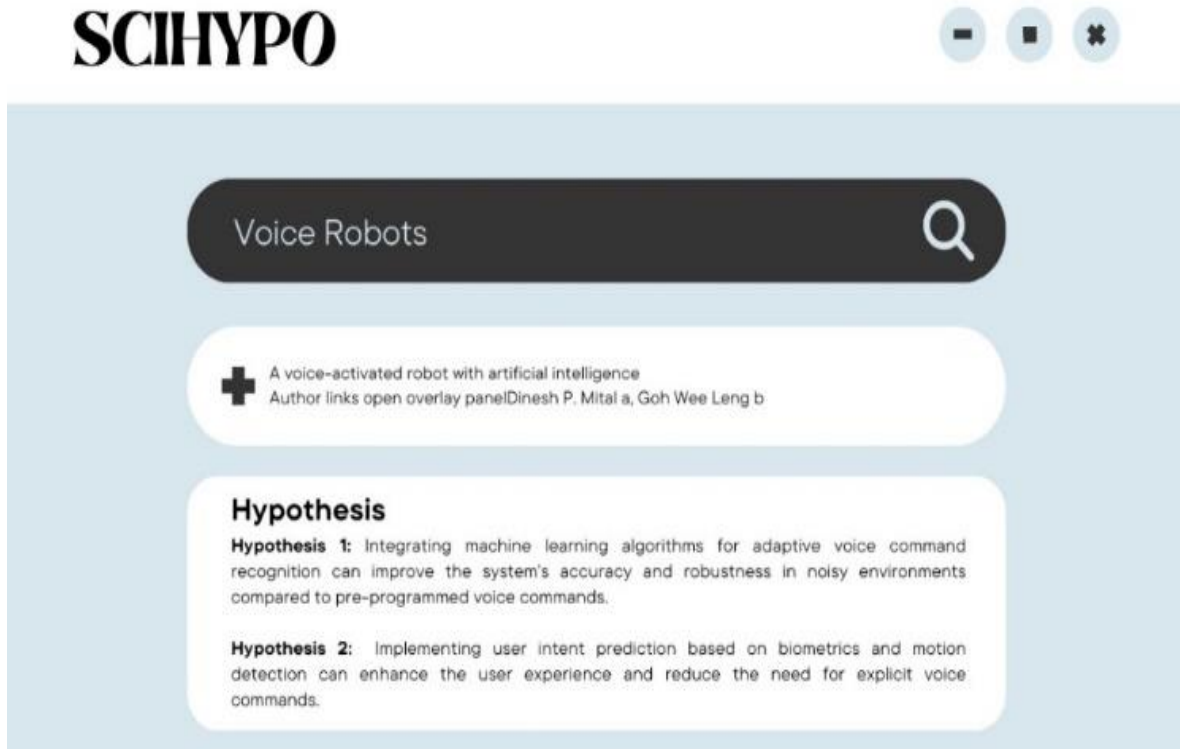 SCIHYPO
Voice Robots
A voice-activated robot with artificial intelligence
Author links open overlay panelDinesh P. Mital a, Goh Wee Leng b
Hypothesis
Hypothesis 1: Integrating machine learning algorithms for adaptive voice command
recognition can improve the system's accuracy and robustness in noisy environments
compared to pre-programmed voice commands.
Hypothesis 2: Implementing user intent prediction based on biometrics and motion
detection can enhance the user experience and reduce the need for explicit voice
commands.